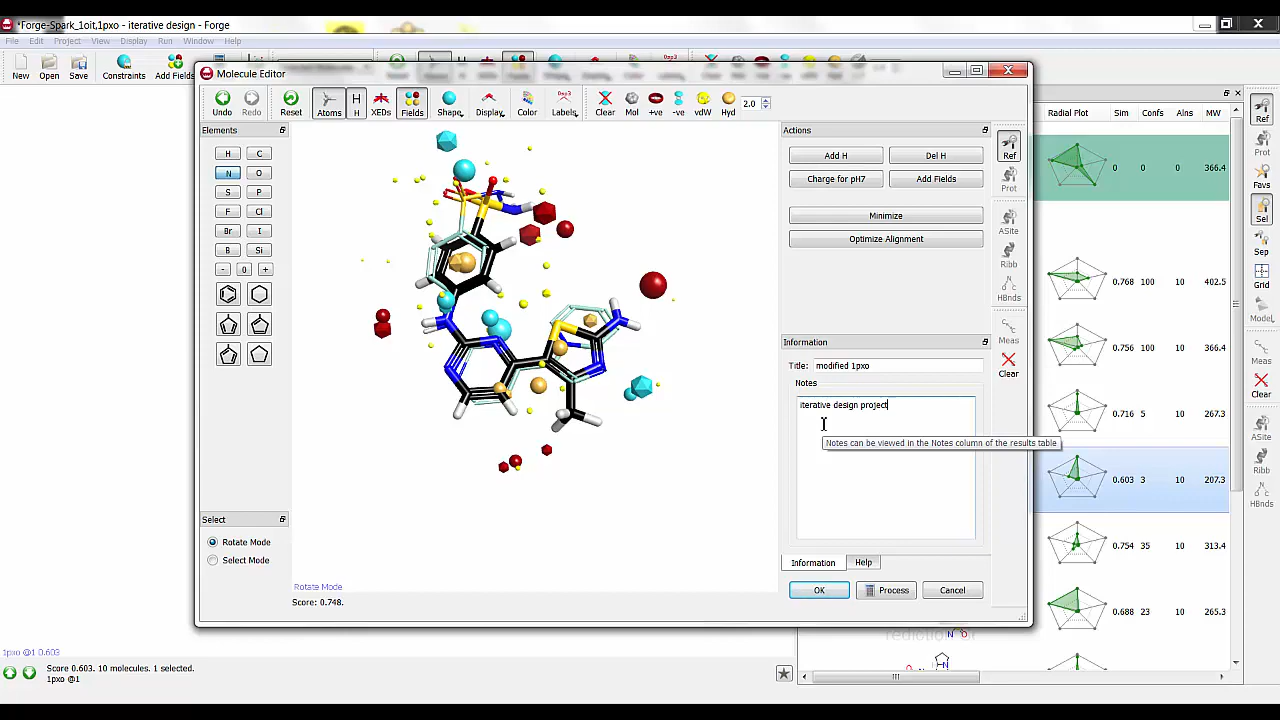 *Forge-Spark_1oit,1pxo - iterative design - Forge
File Edit Project View Display Run Window Help
New Open Save Constraints Add Fields
Molecule Editor
Undo Redo Reset Atoms H XEDs Fields Shape Display Color Labels Clear Mol +ve -ve vdW Hyd 2.0
Elements
H C
N O
S P
F Cl
Br I
B Si
- 0 +
Select
Rotate Mode
Select Mode
Rotate Mode
Score: 0.748.
Actions
Add H Del H
Charge for pH7 Add Fields
Minimize
Optimize Alignment
Ref
Prot
ASite
Ribb
HBnds
Meas
Clear
Information
Title: modified 1pxo
Notes
iterative design project
Notes can be viewed in the Notes column of the results table
Information Help
OK Process Cancel
Radial Plot Sim Confs Alns MW
0 0 0 366.4
0.768 100 402.5
0.756 100 366.4
0.716 5 10 267.3
0.603 3 10 207.3
0.754 35 10 313.4
0.688 23 10 265.3
Ref
Prot
Favs
Sel
Sep
Grid
Model
Meas
Clear
ASite
Ribb
HBnds
1pxo @1 0.603
Score 0.603. 10 molecules. 1 selected.
1pxo @1